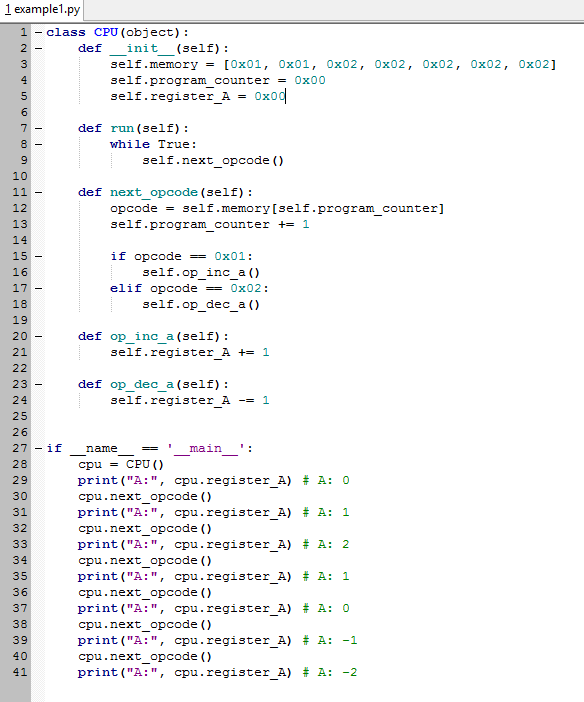 1 example1.py
1 class CPU(object):
2 def __init__(self):
3 self.memory = [0x01, 0x01, 0x02, 0x02, 0x02, 0x02, 0x02]
4 self.program_counter = 0x00
5 self.register_A = 0x00
6
7 def run(self):
8 while True:
9 self.next_opcode()
10
11 def next_opcode(self):
12 opcode = self.memory[self.program_counter]
13 self.program_counter += 1
14
15 if opcode == 0x01:
16 self.op_inc_a()
17 elif opcode == 0x02:
18 self.op_dec_a()
19
20 def op_inc_a(self):
21 self.register_A += 1
22
23 def op_dec_a(self):
24 self.register_A -= 1
25
26
27 if __name__ == '__main__':
28 cpu = CPU()
29 print("A:", cpu.register_A) # A: 0
30 cpu.next_opcode()
31 print("A:", cpu.register_A) # A: 1
32 cpu.next_opcode()
33 print("A:", cpu.register_A) # A: 2
34 cpu.next_opcode()
35 print("A:", cpu.register_A) # A: 1
36 cpu.next_opcode()
37 print("A:", cpu.register_A) # A: 0
38 cpu.next_opcode()
39 print("A:", cpu.register_A) # A: -1
40 cpu.next_opcode()
41 print("A:", cpu.register_A) # A: -2